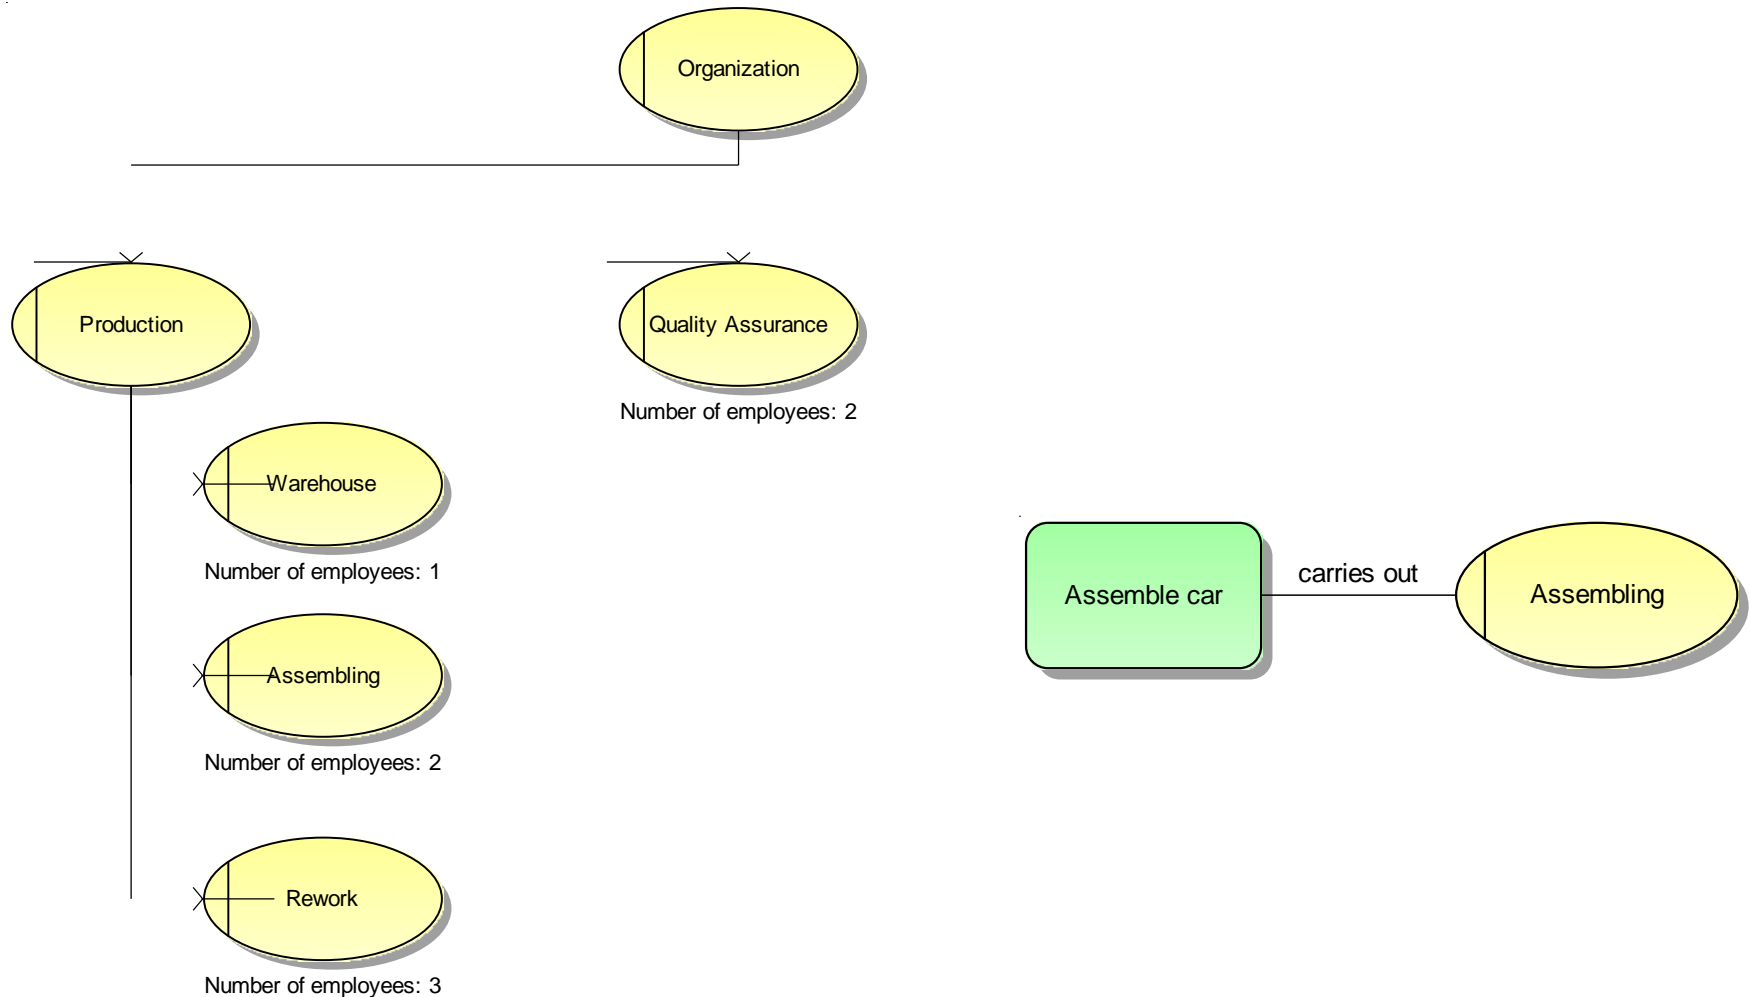 Organization
Production
Quality Assurance
Number of employees: 2
Warehouse
Number of employees: 1
Assembling
Number of employees: 2
Rework
Number of employees: 3
Assemble car
carries out
Assembling